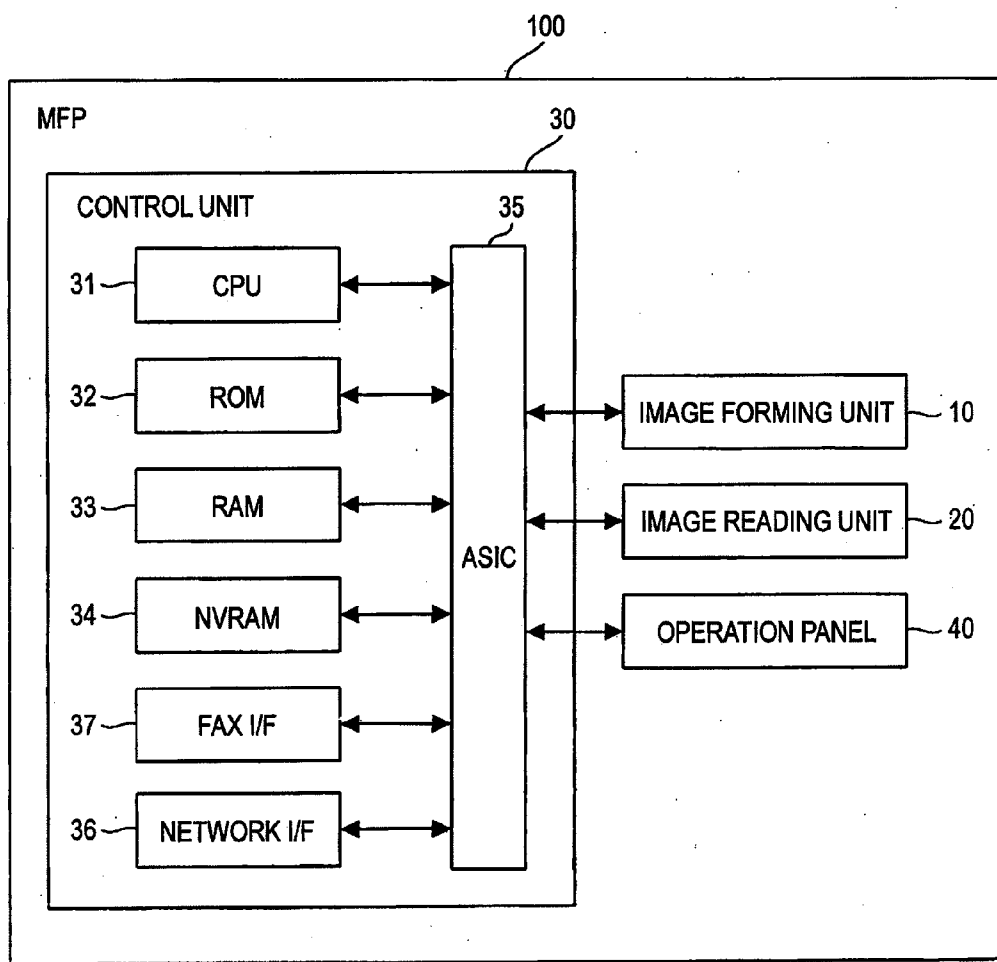 100
MFP
30
CONTROL UNIT
35
31
CPU
32
ROM
IMAGE FORMING UNIT
10
33
RAM
IMAGE READING UNIT
20
ASIC
34
NVRAM
OPERATION PANEL
40
37
FAX I/F
36
NETWORK I/F